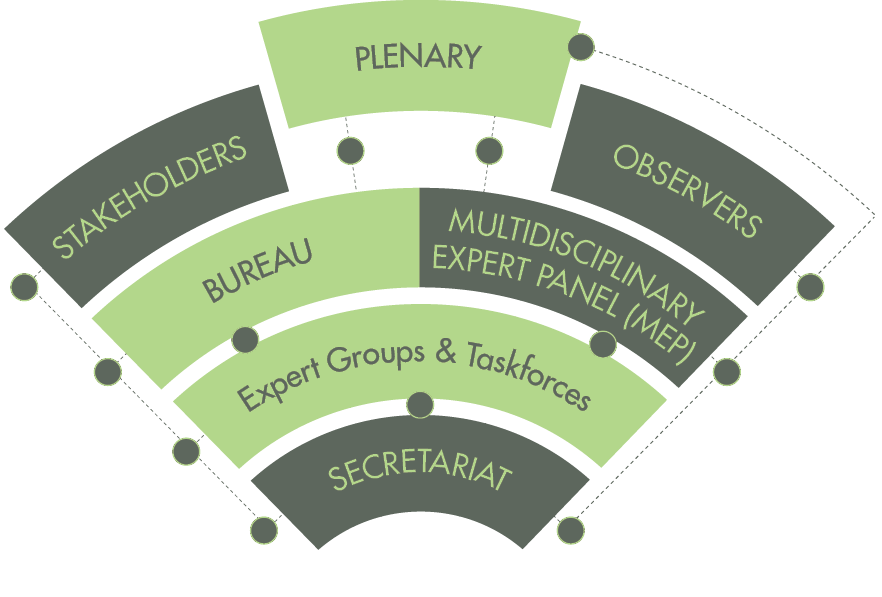 PLENARY
STAKEHOLDERS
OBSERVERS
BUREAU
MULTIDISCIPLINARY
EXPERT PANEL (MEP)
Expert Groups & Taskforces
SECRETARIAT